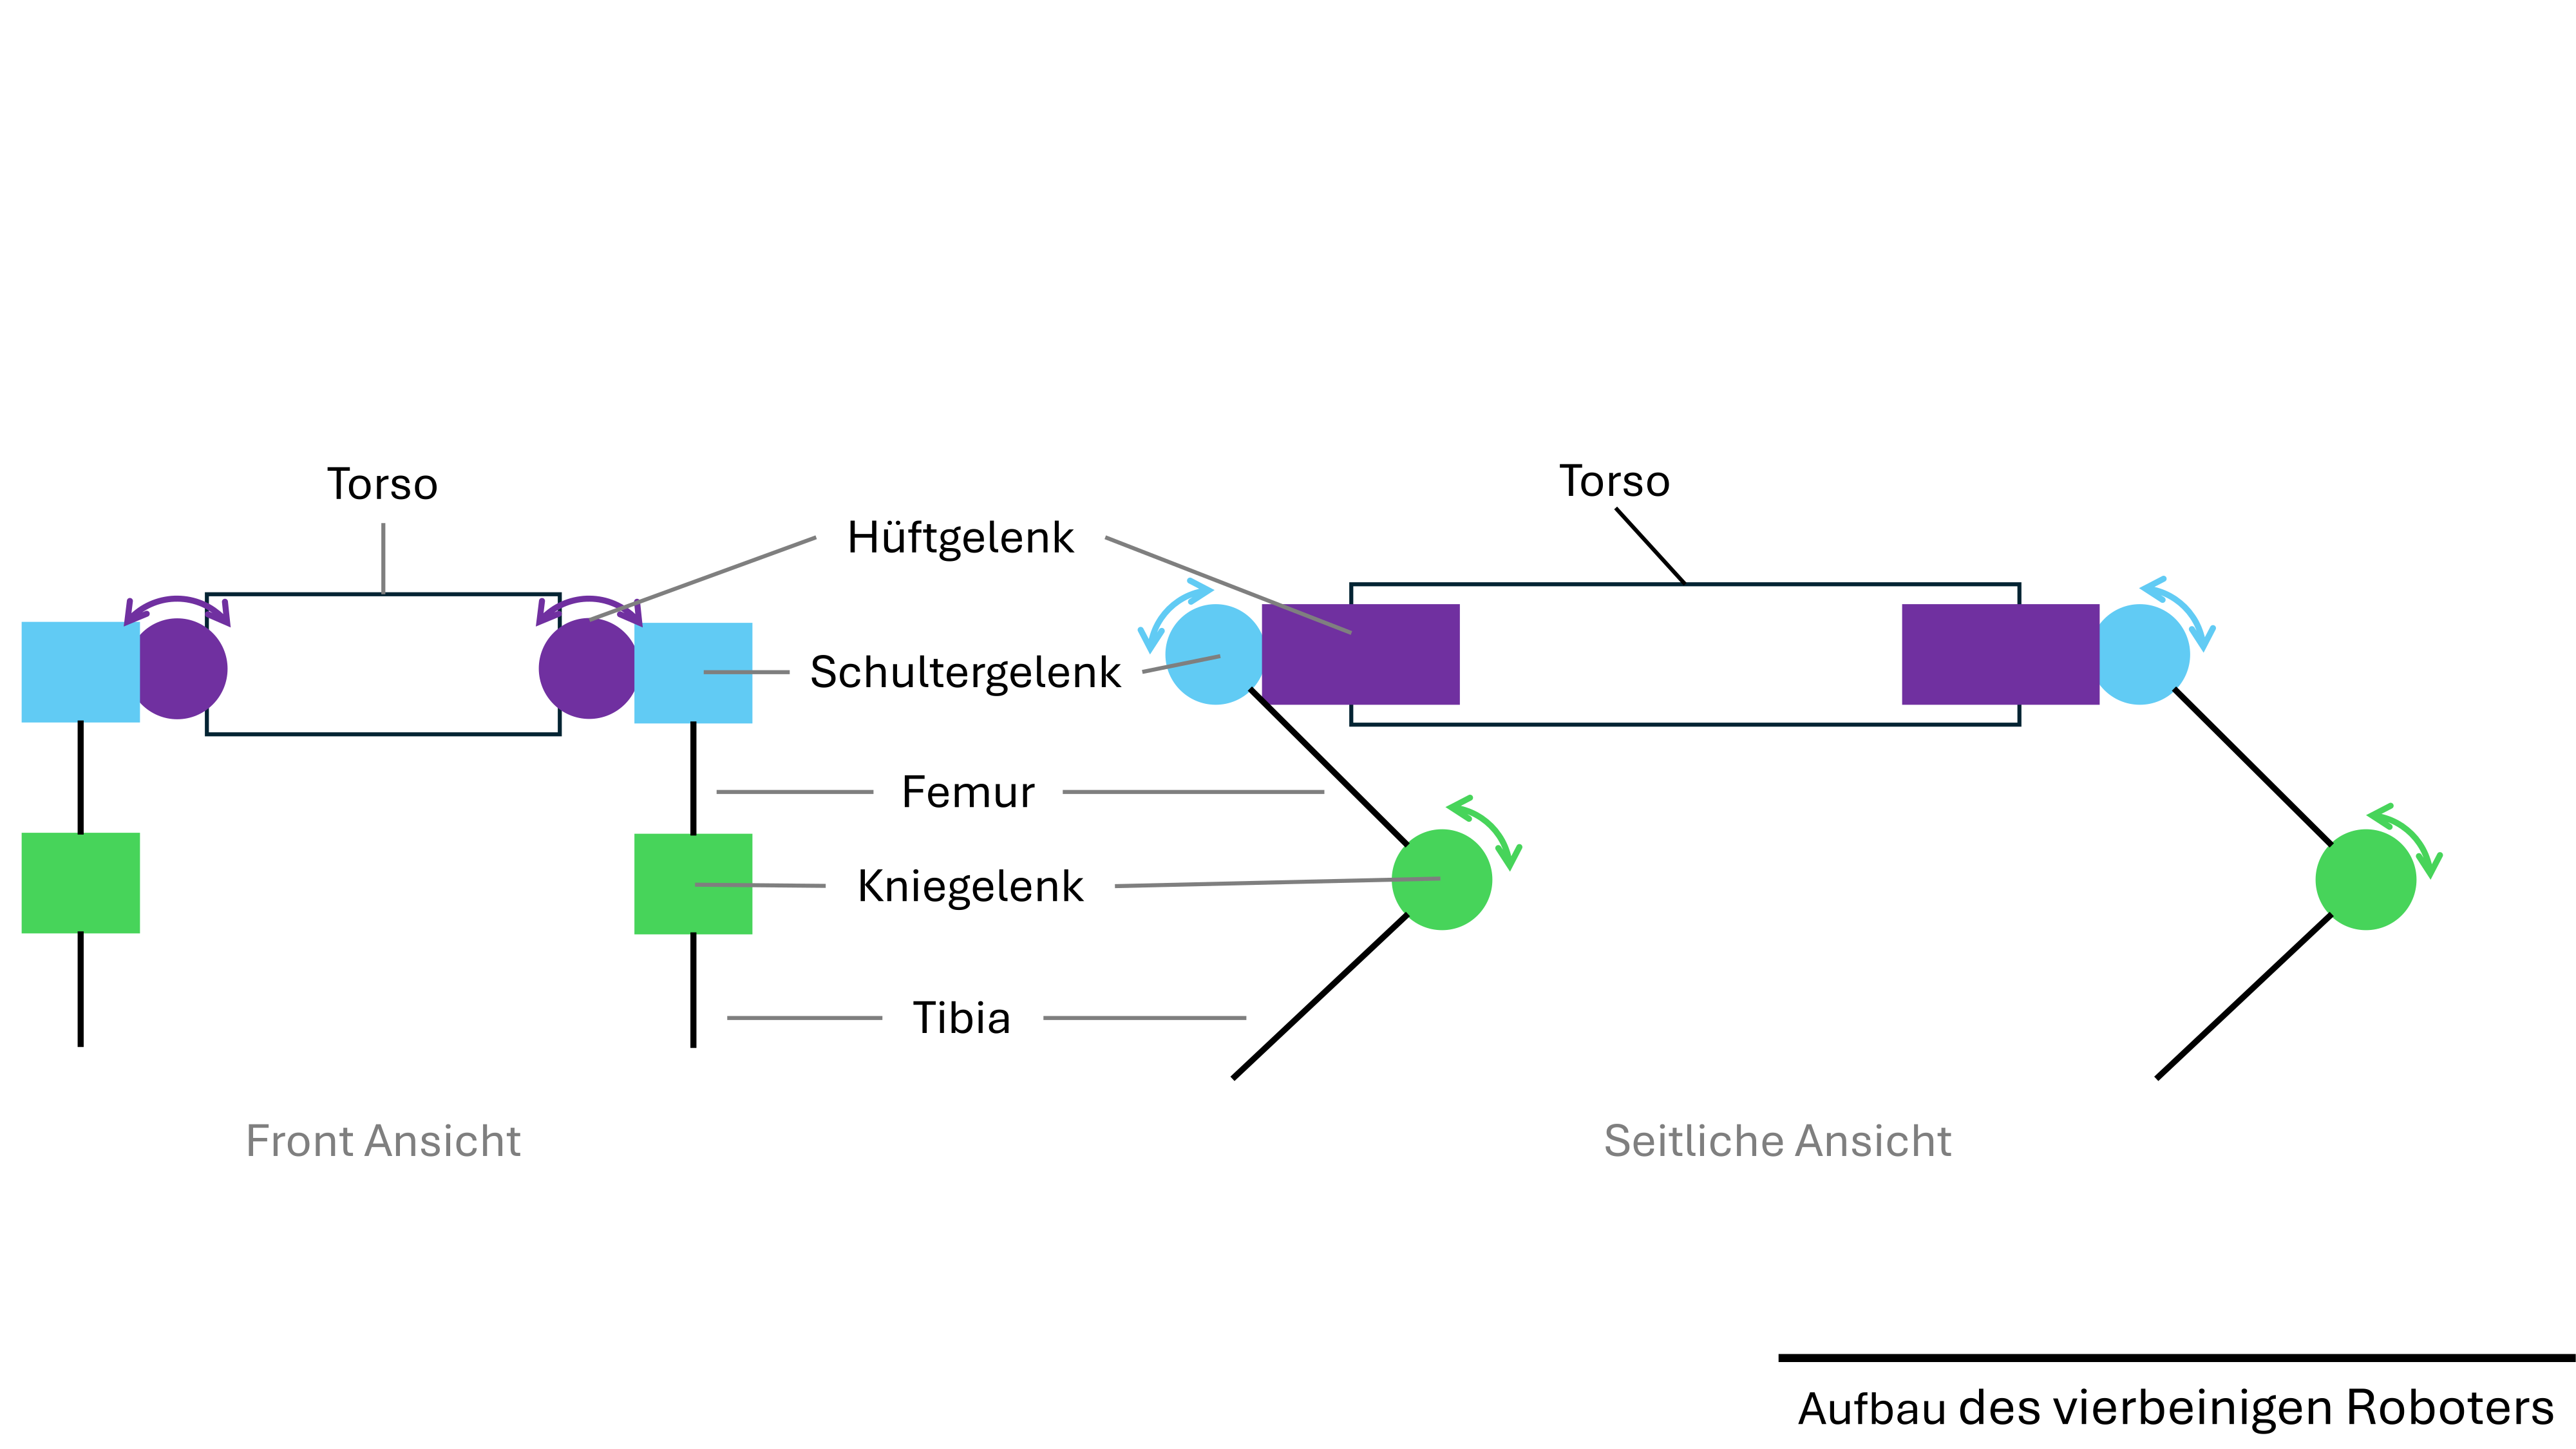 Torso
Torso
Hüftgelenk
Schultergelenk
Femur
Kniegelenk
Tibia
Front Ansicht
Seitliche Ansicht
Aufbau des vierbeinigen Roboters